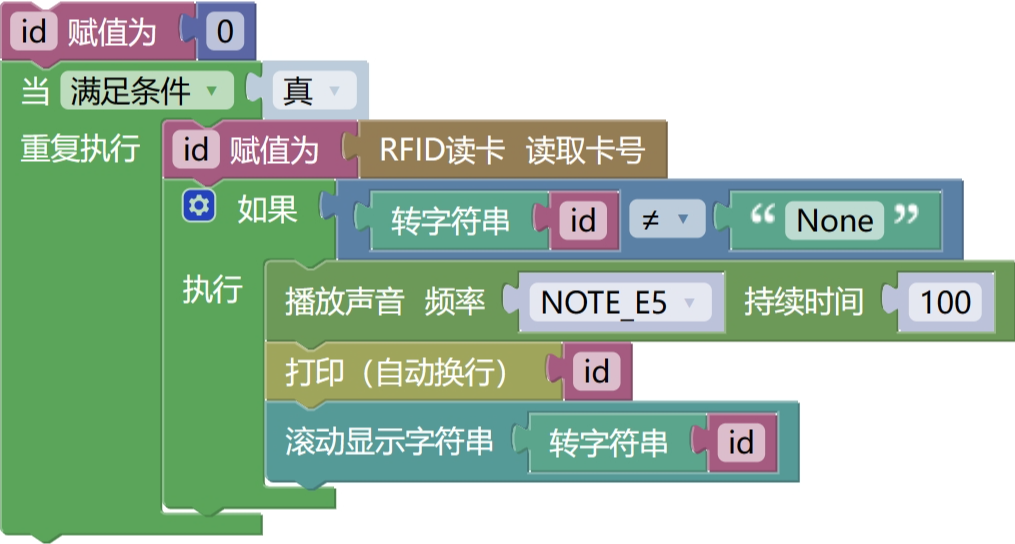 id 赋值为 0
当 满足条件 真
重复执行 id 赋值为 RFID读卡 读取卡号
如果 转字符串 id ≠ “ None ”
执行 播放声音 频率 NOTE_E5 持续时间 100
打印（自动换行） id
滚动显示字符串 转字符串 id